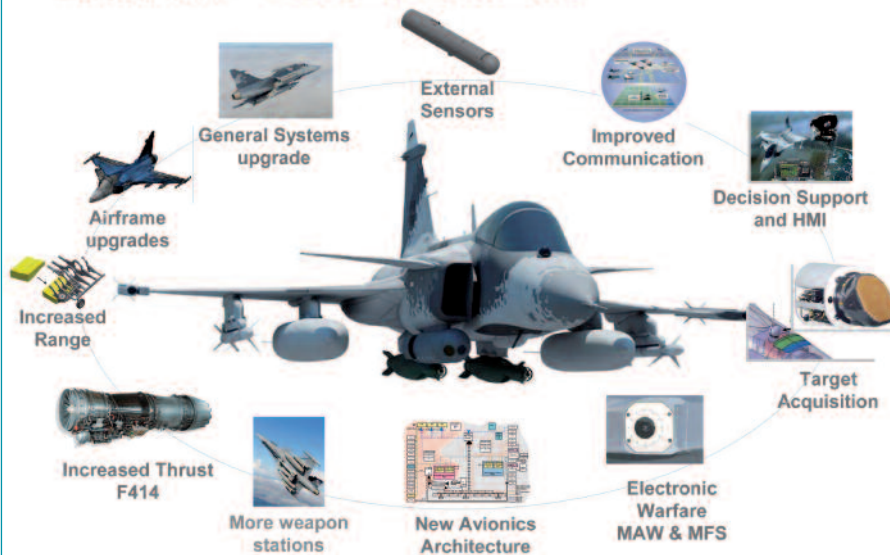 External
Sensors
General Systems
upgrade
Improved
Communication
Airframe
upgrades
Decision Support
and HMI
Increased
Range
Target
Acquisition
Increased Thrust
F414
More weapon
stations
New Avionics
Architecture
Electronic
Warfare
MAW & MFS